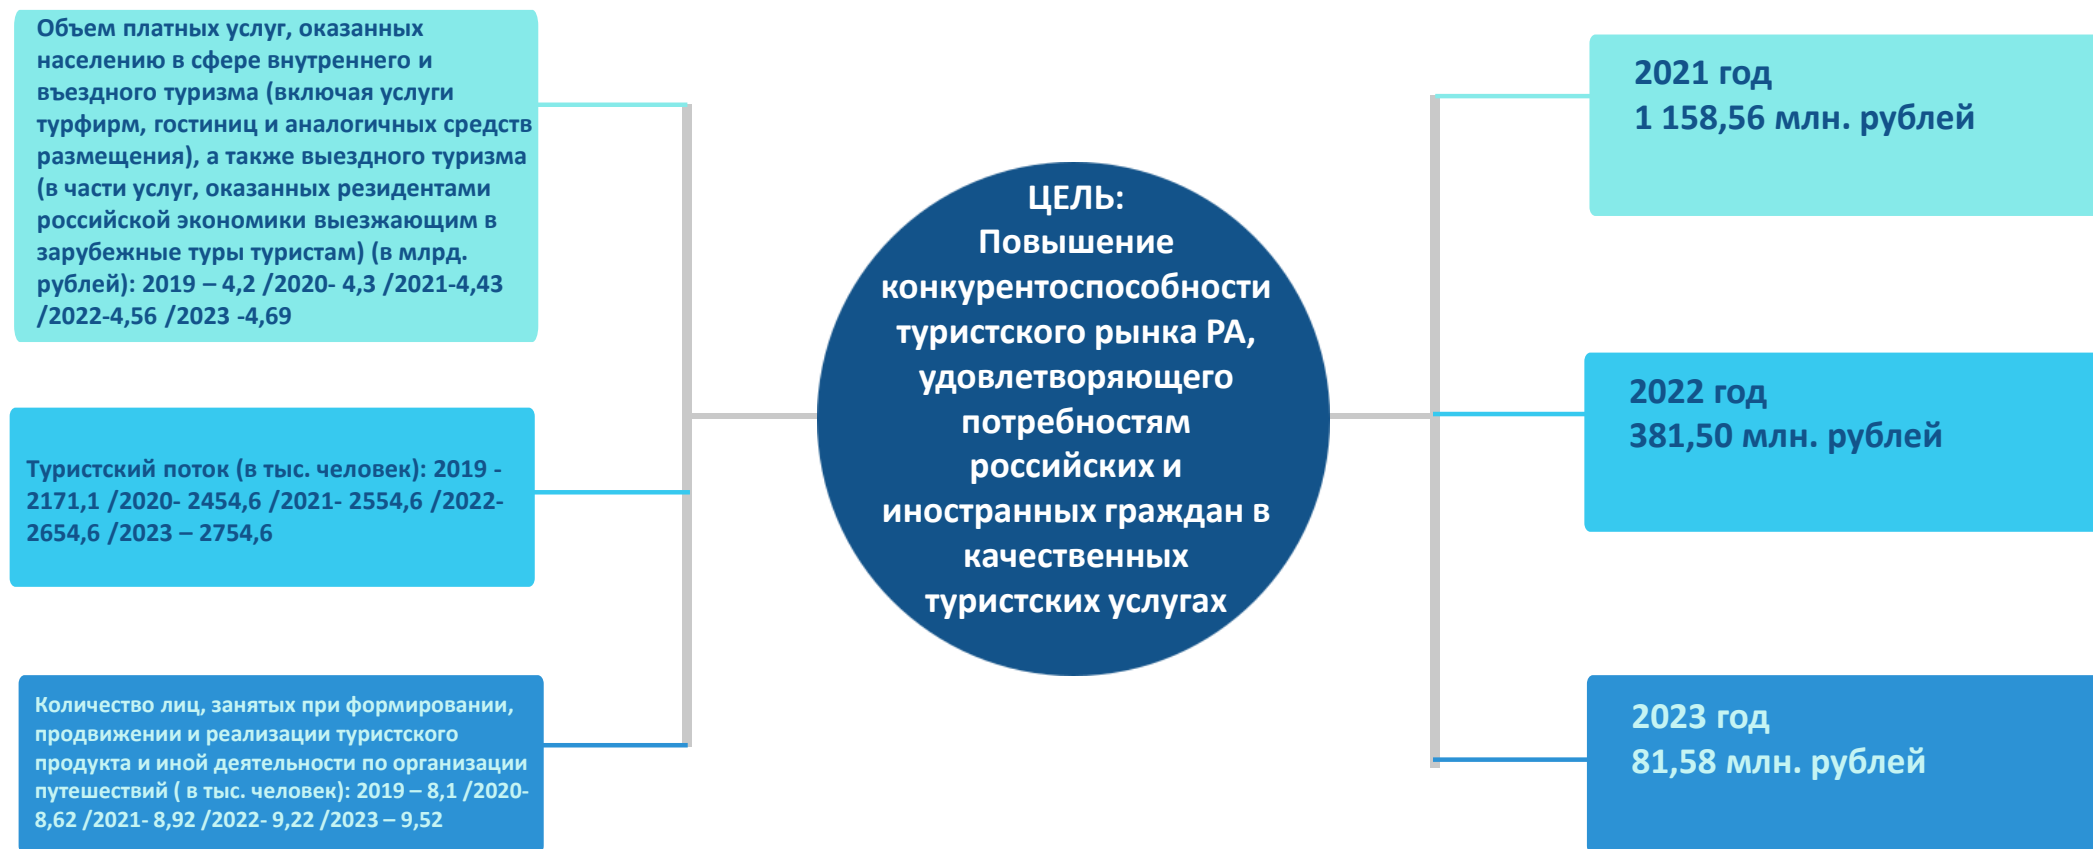 Объем платных услуг, оказанных
населению в сфере внутреннего и
въездного туризма (включая услуги
турфирм, гостиниц и аналогичных средств
размещения), а также выездного туризма
(в части услуг, оказанных резидентами
российской экономики выезжающим в
зарубежные туры туристам) (в млрд.
рублей): 2019 – 4,2 /2020- 4,3 /2021-4,43
/2022-4,56 /2023 -4,69
Туристский поток (в тыс. человек): 2019 -
2171,1 /2020- 2454,6 /2021- 2554,6 /2022-
2654,6 /2023 – 2754,6
Количество лиц, занятых при формировании,
продвижении и реализации туристского
продукта и иной деятельности по организации
путешествий ( в тыс. человек): 2019 – 8,1 /2020-
8,62 /2021- 8,92 /2022- 9,22 /2023 – 9,52
ЦЕЛЬ:
Повышение
конкурентоспособности
туристского рынка РА,
удовлетворяющего
потребностям
российских и
иностранных граждан в
качественных
туристских услугах
2021 год
1 158,56 млн. рублей
2022 год
381,50 млн. рублей
2023 год
81,58 млн. рублей